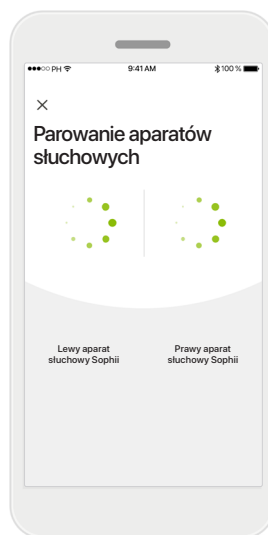 PH 9:41 AM 100 %
Parowanie aparatów
słuchowych
Lewy aparat
słuchowy Sophii
Prawy aparat
słuchowy Sophii